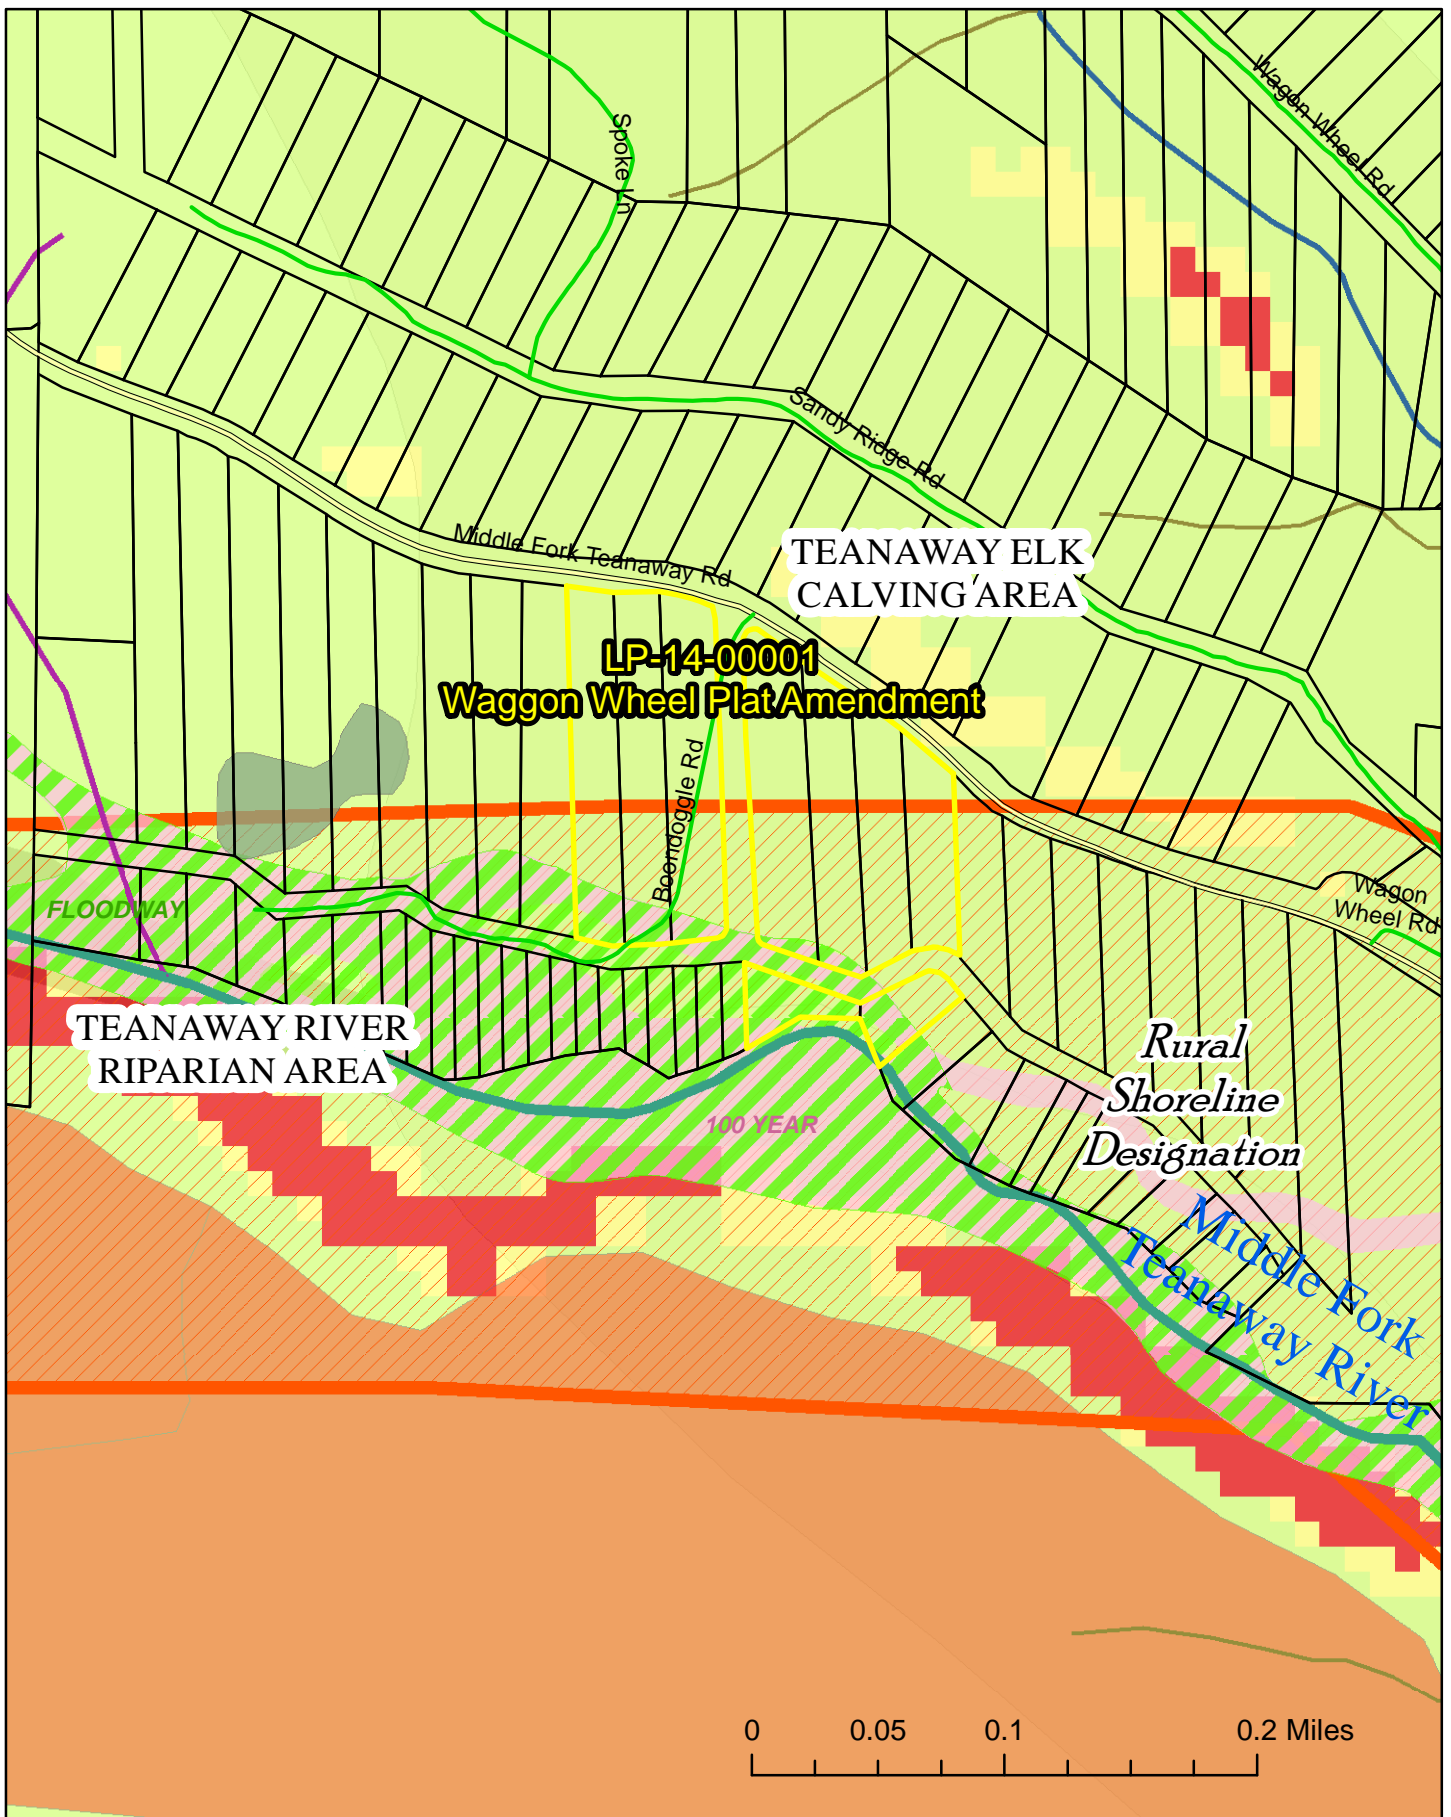 Wagon Wheel Rd
Spoke Ln
Sandy Ridge Rd
Middle Fork Teanaway Rd
TEANAWAY ELK
CALVING AREA
LP-14-00001
Waggon Wheel Plat Amendment
Boondoggle Rd
Wagon
Wheel Rd
FLOODWAY
TEANAWAY RIVER
RIPARIAN AREA
Rural
Shoreline
Designation
100 YEAR
Middle Fork
Teanaway River
0 0.05 0.1 0.2 Miles